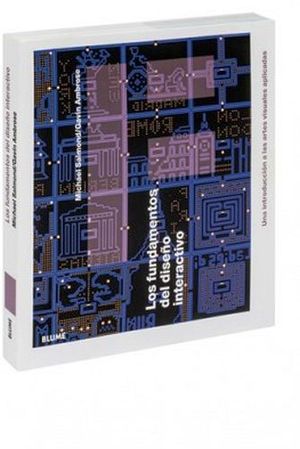 Los fundamentos del diseño interactivo
Michael Salmond/Gavin Ambrose
BLUME
Michael Salmond/Gavin Ambrose
Los fundamentos
del diseño
interactivo
BLUME
Una introducción a las artes visuales aplicadas